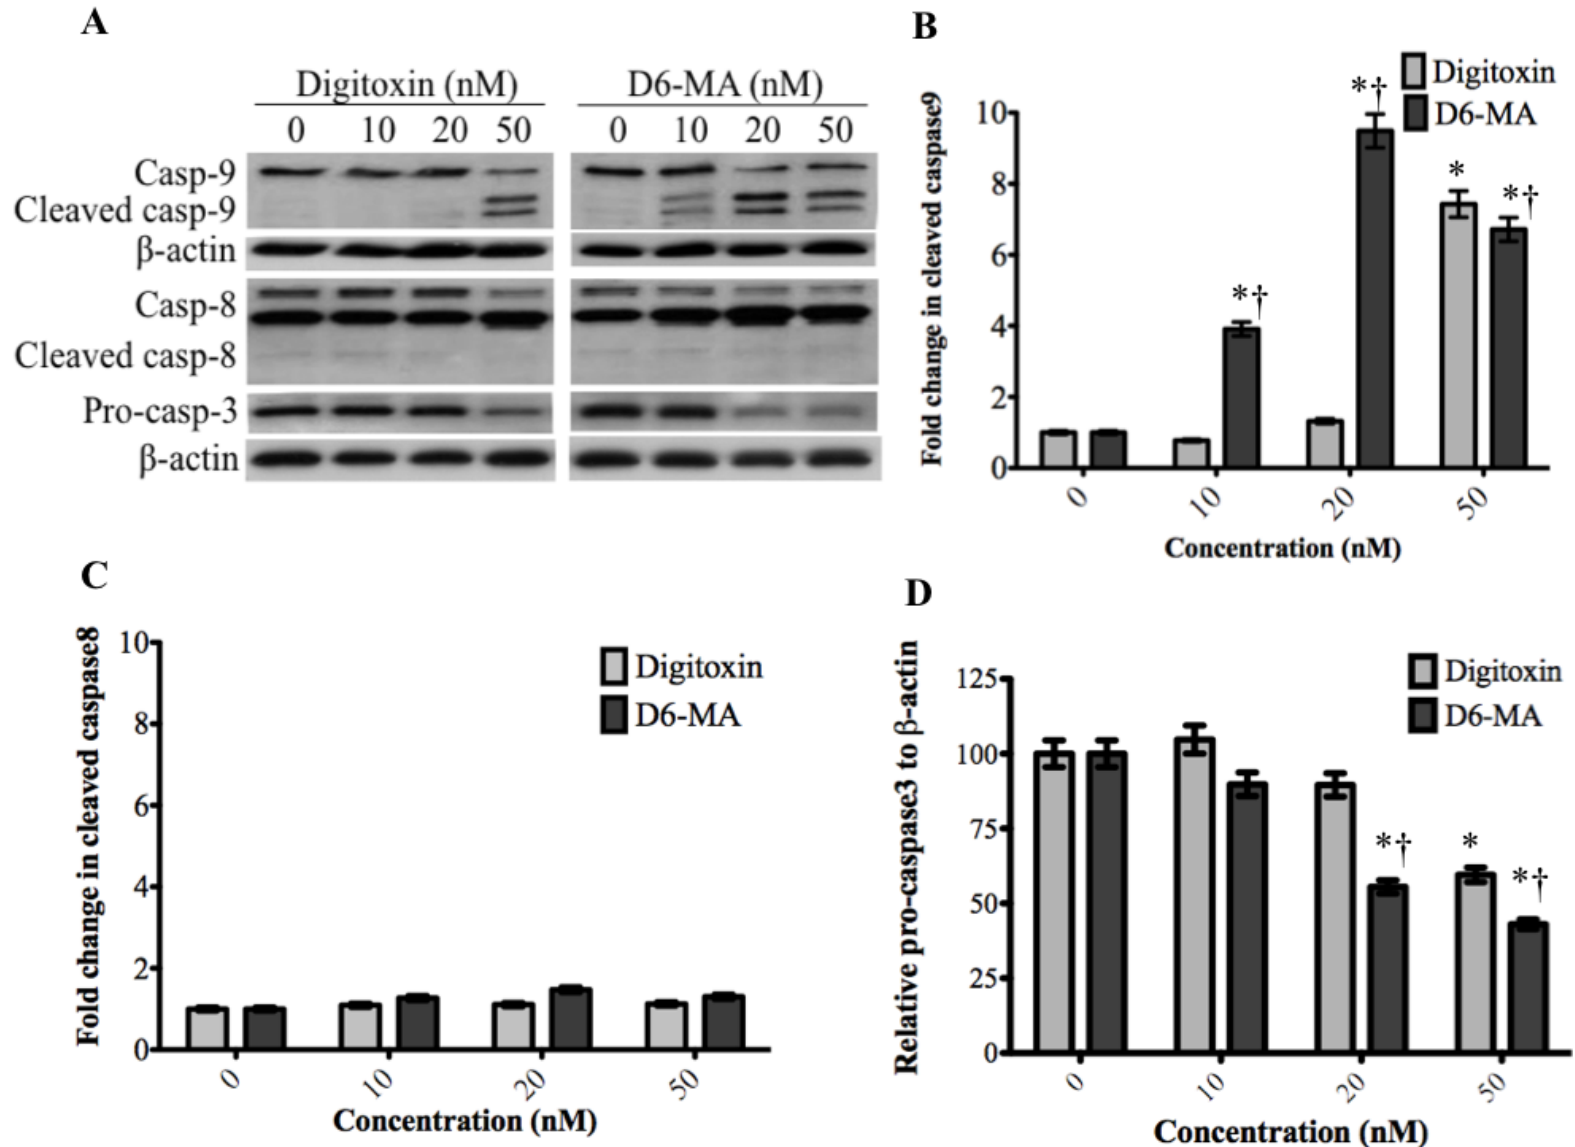 A
Digitoxin (nM) D6-MA (nM)
0 10 20 50 0 10 20 50
Casp-9
Cleaved casp-9
β-actin
Casp-8
Cleaved casp-8
Pro-casp-3
β-actin
B
Digitoxin
D6-MA
Fold change in cleaved caspase9
10
8
6
4
2
0
*†
*†
*
*†
0 10 20 50
Concentration (nM)
C
Digitoxin
D6-MA
Fold change in cleaved caspase8
10
8
6
4
2
0
0 10 20 50
Concentration (nM)
D
Digitoxin
D6-MA
Relative pro-caspase3 to β-actin
125
100
75
50
25
0
*†
*
*†
0 10 20 50
Concentration (nM)